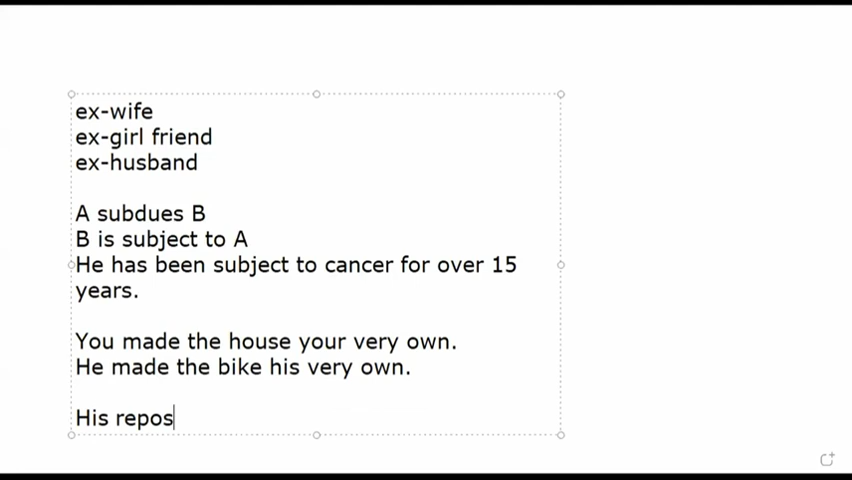 ex-wife
ex-girl friend
ex-husband
A subdues B
B is subject to A
He has been subject to cancer for over 15
years.
You made the house your very own.
He made the bike his very own.
His repos